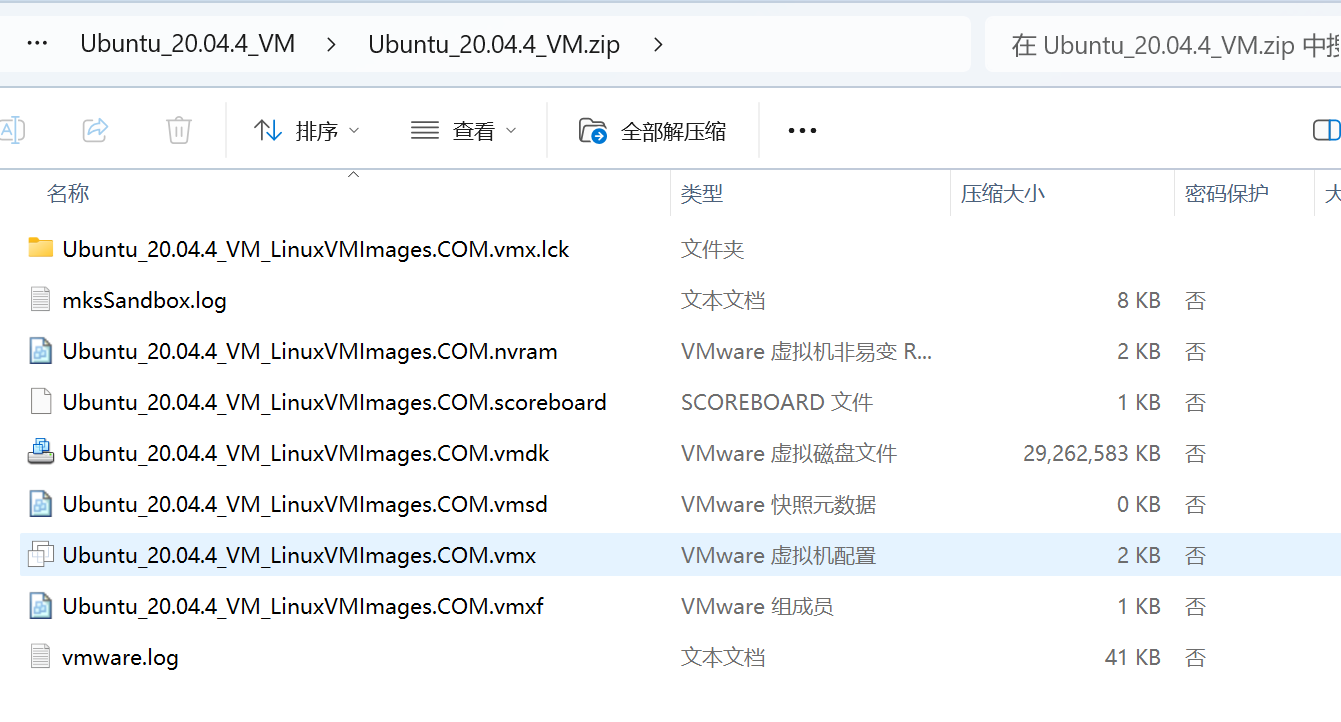 ··· Ubuntu_20.04.4_VM > Ubuntu_20.04.4_VM.zip > 在 Ubuntu_20.04.4_VM.zip 中
排序 查看 全部解压缩 ···
名称 类型 压缩大小 密码保护
Ubuntu_20.04.4_VM_LinuxVMImages.COM.vmx.lck 文件夹
mksSandbox.log 文本文档 8 KB 否
Ubuntu_20.04.4_VM_LinuxVMImages.COM.nvram VMware 虚拟机非易变 R... 2 KB 否
Ubuntu_20.04.4_VM_LinuxVMImages.COM.scoreboard SCOREBOARD 文件 1 KB 否
Ubuntu_20.04.4_VM_LinuxVMImages.COM.vmdk VMware 虚拟磁盘文件 29,262,583 KB 否
Ubuntu_20.04.4_VM_LinuxVMImages.COM.vmsd VMware 快照元数据 0 KB 否
Ubuntu_20.04.4_VM_LinuxVMImages.COM.vmx VMware 虚拟机配置 2 KB 否
Ubuntu_20.04.4_VM_LinuxVMImages.COM.vmxf VMware 组成员 1 KB 否
vmware.log 文本文档 41 KB 否